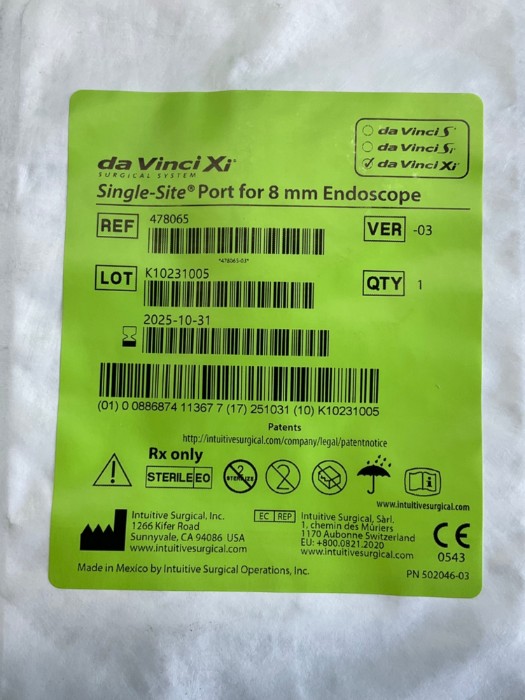 da Vinci S
da Vinci Si
da Vinci Xi
da Vinci Xi
SURGICAL SYSTEM
Single-Site® Port for 8 mm Endoscope
REF 478065 VER -03
*478065-03*
LOT K10231005 QTY 1
2025-10-31
(01) 0 0886874 11367 7 (17) 251031 (10) K10231005
Patents
http://intuitivesurgical.com/company/legal/patentnotice
Rx only
STERILE EO
2 STERILIZE
2
i
www.intuitivesurgical.com
Intuitive Surgical, Inc.
1266 Kifer Road
Sunnyvale, CA 94086 USA
www.intuitivesurgical.com
EC REP Intuitive Surgical, Sàrl.
1, chemin des Mûriers
1170 Aubonne Switzerland
EU: +800.0821.2020
www.intuitivesurgical.com
CE
0543
Made in Mexico by Intuitive Surgical Operations, Inc.
PN 502046-03